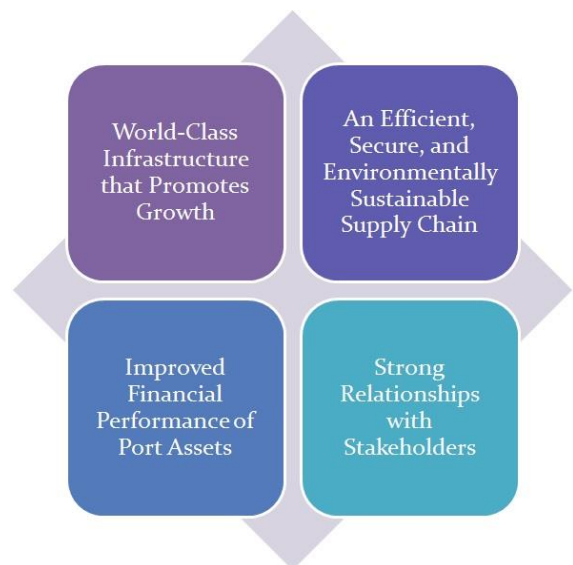 World-Class
Infrastructure
that Promotes
Growth
An Efficient,
Secure, and
Environmentally
Sustainable
Supply Chain
Improved
Financial
Performance of
Port Assets
Strong
Relationships
with
Stakeholders